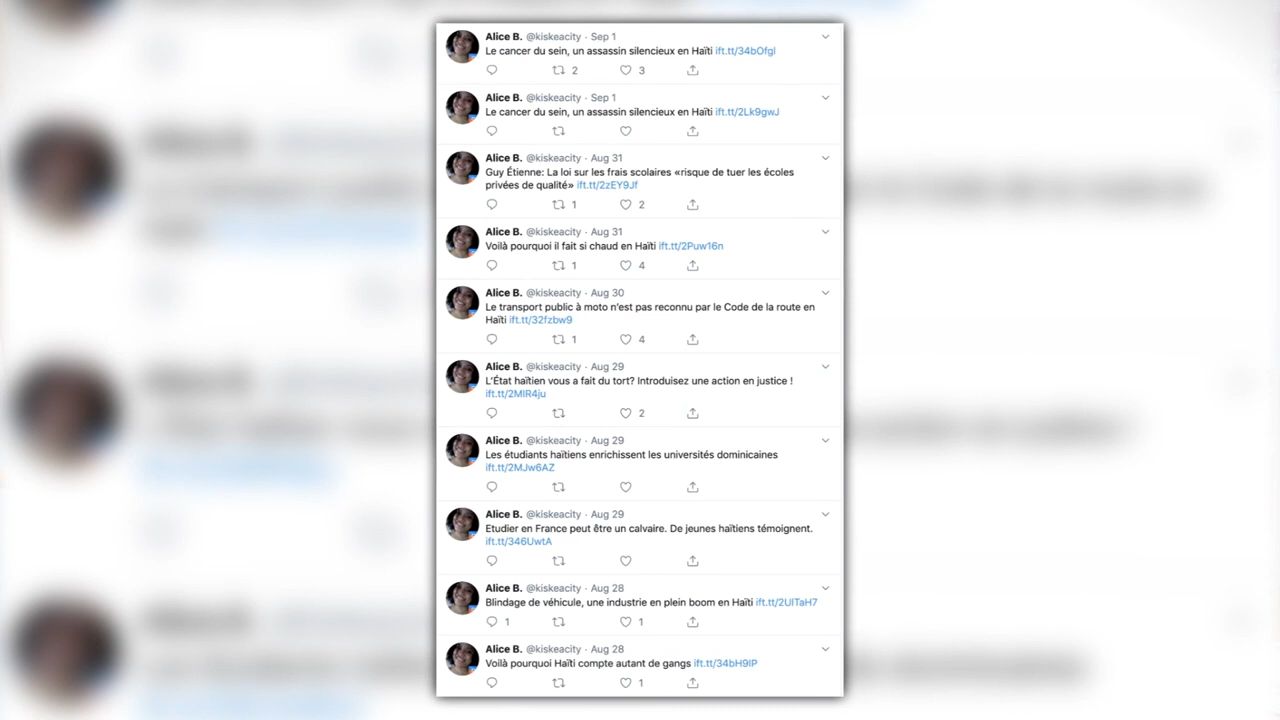 Alice B. @kiskeacity · Sep 1
Le cancer du sein, un assassin silencieux en Haïti ift.tt/34bOfgl
2 3
Alice B. @kiskeacity · Sep 1
Le cancer du sein, un assassin silencieux en Haïti ift.tt/2Lk9gwJ
Alice B. @kiskeacity · Aug 31
Guy Étienne: La loi sur les frais scolaires «risque de tuer les écoles
privées de qualité» ift.tt/2zEY9Jf
1 2
Alice B. @kiskeacity · Aug 31
Voilà pourquoi il fait si chaud en Haïti ift.tt/2Puw16n
1 4
Alice B. @kiskeacity · Aug 30
Le transport public à moto n'est pas reconnu par le Code de la route en
Haïti ift.tt/32fzbw9
1 4
Alice B. @kiskeacity · Aug 29
L'État haïtien vous a fait du tort? Introduisez une action en justice !
ift.tt/2MIR4ju
2
Alice B. @kiskeacity · Aug 29
Les étudiants haïtiens enrichissent les universités dominicaines
ift.tt/2MJw6AZ
Alice B. @kiskeacity · Aug 29
Etudier en France peut être un calvaire. De jeunes haïtiens témoignent.
ift.tt/346UwtA
Alice B. @kiskeacity · Aug 28
Blindage de véhicule, une industrie en plein boom en Haïti ift.tt/2UlTaH7
1 1
Alice B. @kiskeacity · Aug 28
Voilà pourquoi Haïti compte autant de gangs ift.tt/34bH9lP
1